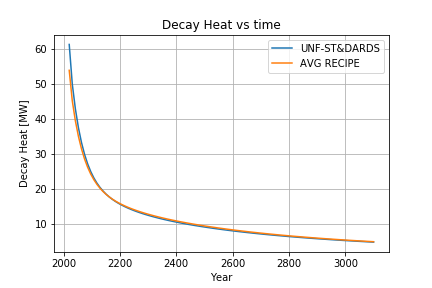 Decay Heat vs time
UNF-ST&DARDS
AVG RECIPE
Decay Heat [MW]
60
50
40
30
20
10
2000
2200
2400
2600
2800
3000
Year